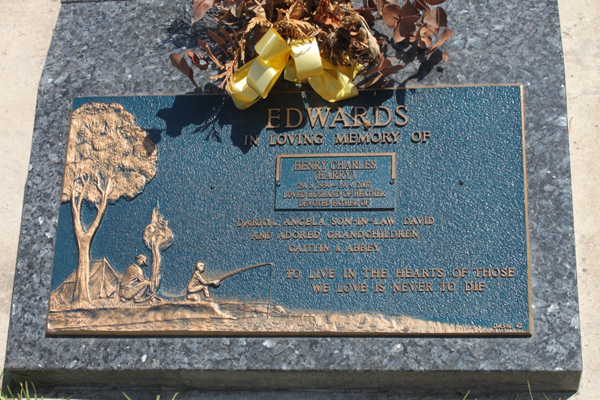 EDWARDS
IN LOVING MEMORY OF
HENRY CHARLES
(HARRY)
LOVED HUSBAND OF HEATHER
DEVOTED FATHER OF
DARRYL, ANGELA, SON-IN-LAW DAVID
AND ADORED GRANDCHILDREN
CAITLIN & ABBEY
TO LIVE IN THE HEARTS OF THOSE
WE LOVE IS NEVER TO DIE